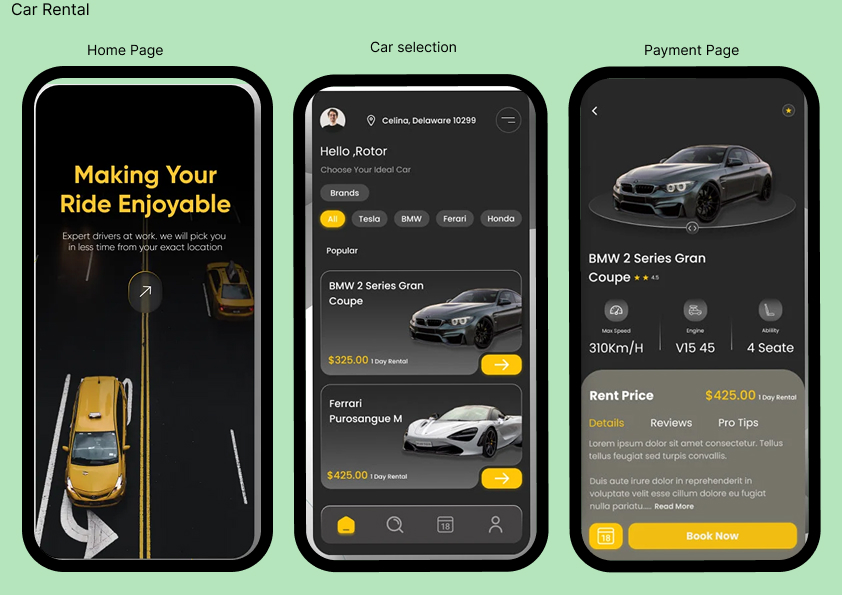 Car Rental
Home Page
Car selection
Payment Page
Making Your
Ride Enjoyable
Expert drivers at work. we will pick you
in less time from your exact location
Celina, Delaware 10299
Hello ,Rotor
Choose Your Ideal Car
Brands
All
Tesla
BMW
Ferari
Honda
Popular
BMW 2 Series Gran
Coupe
$325.00 1 Day Rental
Ferrari
Purosangue M
$425.00 1 Day Rental
18
BMW 2 Series Gran
Coupe 4.5
Max Speed
Engine
Ability
310Km/H
V15 45
4 Seate
Rent Price
$425.00 1 Day Rental
Details
Reviews
Pro Tips
Lorem ipsum dolor sit amet consectetur. Tellus
tellus feugiat sed turpis convallis.
Duis aute irure dolor in reprehenderit in
voluptate velit esse cillum dolore eu fugiat
nulla pariatu.... Read More
18
Book Now